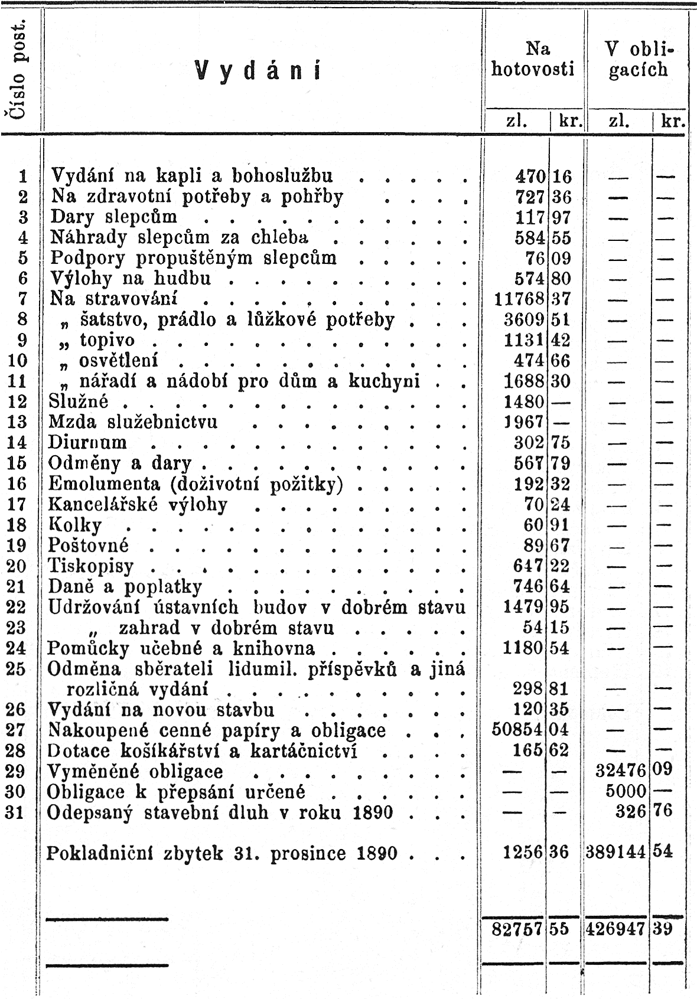 Číslo post.
Vydání
Na hotovosti
V obli-
gacích
zl. kr. zl. kr.
1 Vydání na kapli a bohoslužbu . . . . . 470 16 — —
2 Na zdravotní potřeby a pohřby . . . . 727 36 — —
3 Dary slepcům . . . . . . . . . . . 117 97 — —
4 Náhrady slepcům za chleba . . . . . . 584 55 — —
5 Podpory propuštěným slepcům . . . . . 76 09 — —
6 Výlohy na hudbu . . . . . . . . . . 574 80 — —
7 Na stravování . . . . . . . . . . . 11768 37 — —
8 „ šatstvo, prádlo a lůžkové potřeby . . . 3609 51 — —
9 „ topivo . . . . . . . . . . . . . 1131 42 — —
10 „ osvětlení . . . . . . . . . . . . 474 66 — —
11 „ nářadí a nádobí pro dům a kuchyni . . 1688 30 — —
12 Služné . . . . . . . . . . . . . . 1480 — — —
13 Mzda služebnictvu . . . . . . . . . 1967 — — —
14 Diurnum . . . . . . . . . . . . . 302 75 — —
15 Odměny a dary . . . . . . . . . . . 567 79 — —
16 Emolumenta (doživotní požitky) . . . . . 192 32 — —
17 Kancelářské výlohy . . . . . . . . . 70 24 — —
18 Kolky . . . . . . . . . . . . . . 60 91 — —
19 Poštovné . . . . . . . . . . . . . 89 67 — —
20 Tiskopisy . . . . . . . . . . . . . 647 22 — —
21 Daně a poplatky . . . . . . . . . . 746 64 — —
22 Udržování ústavních budov v dobrém stavu 1479 95 — —
23 „ zahrad v dobrém stavu . . . . . 54 15 — —
24 Pomůcky učebné a knihovna . . . . . . 1180 54 — —
25 Odměna sběrateli lidumil. příspěvků a jiná
rozličná vydání . . . . . . . . . . 298 81 — —
26 Vydání na novou stavbu . . . . . . . 120 35 — —
27 Nakoupené cenné papíry a obligace . . . 50854 04 — —
28 Dotace košíkářství a kartáčnictví . . . . 165 62 — —
29 Vyměněné obligace . . . . . . . . . — — 32476 09
30 Obligace k přepsání určené . . . . . . — — 5000 —
31 Odepsaný stavební dluh v roku 1890 . . . — — 326 76
Pokladniční zbytek 31. prosince 1890 . . . 1256 36 389144 54
82757 55 426947 39